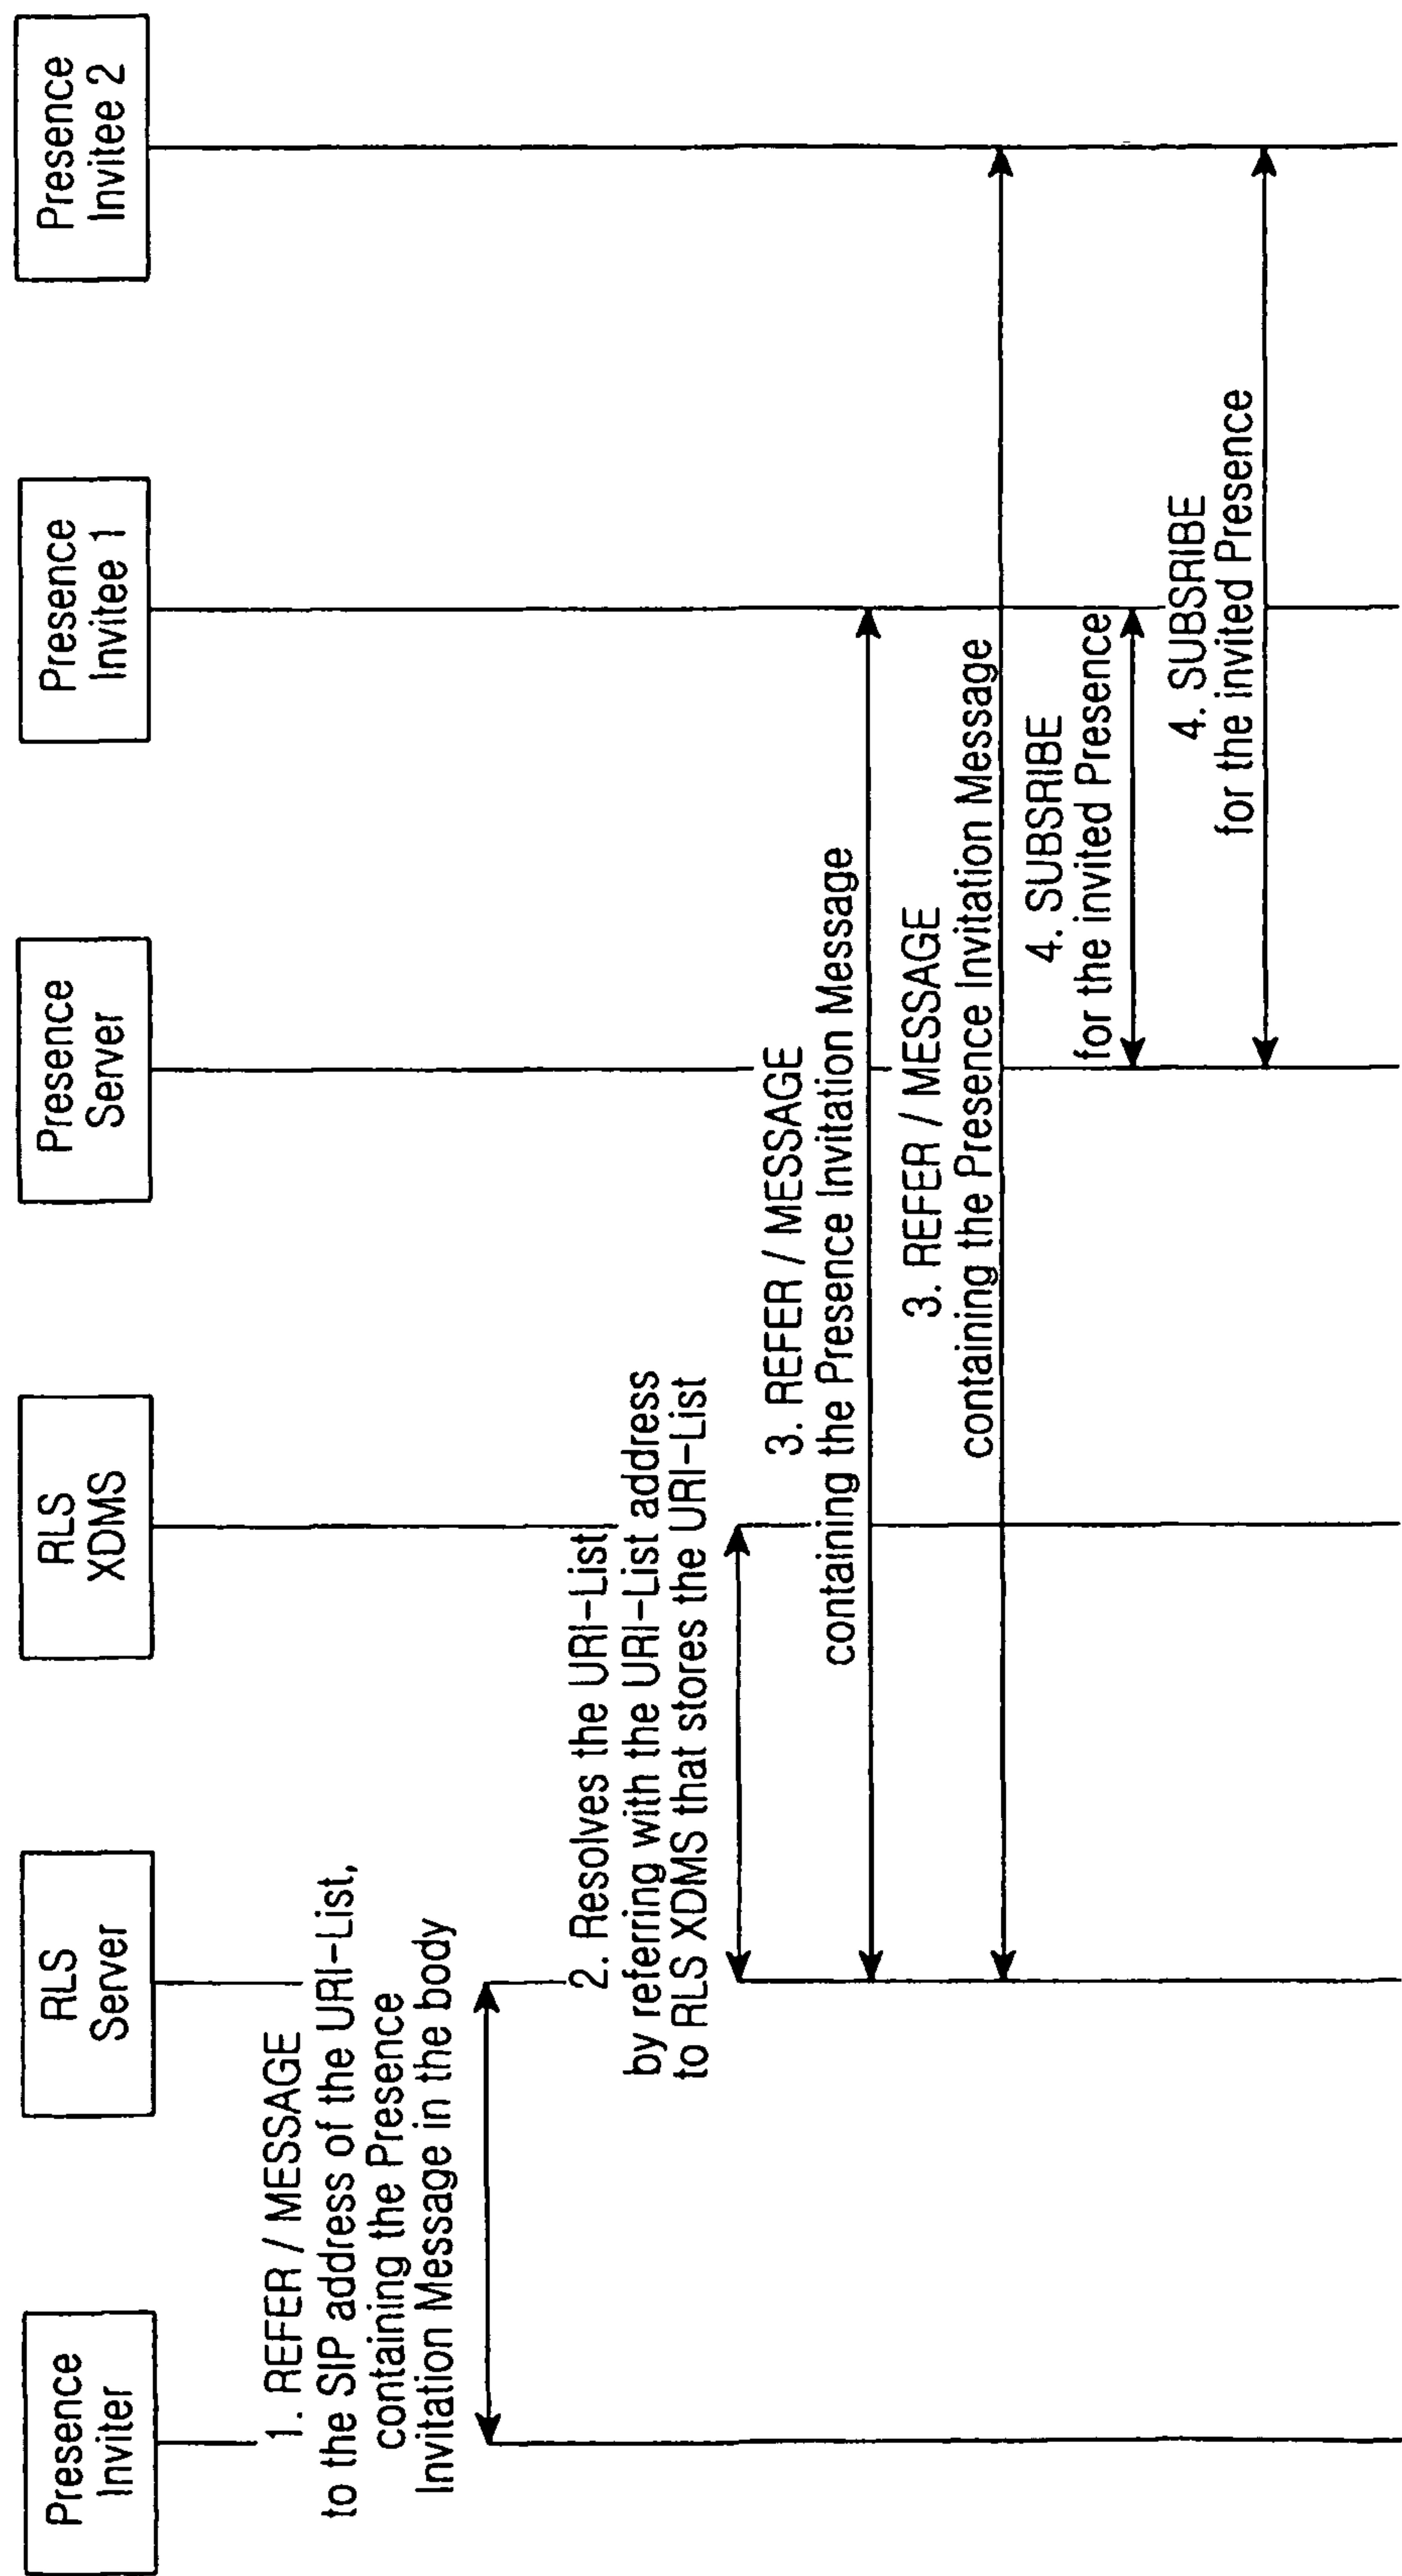 Presence
Inviter
RLS
Server
RLS
XDMS
Presence
Server
Presence
Invitee 1
Presence
Invitee 2
1. REFER / MESSAGE
to the SIP address of the URI-List,
containing the Presence
Invitation Message in the body
2. Resolves the URI-List
by referring with the URI-List address
to RLS XDMS that stores the URI-List
3. REFER / MESSAGE
containing the Presence Invitation Message
3. REFER / MESSAGE
containing the Presence Invitation Message
4. SUBSRIBE
for the invited Presence
4. SUBSRIBE
for the invited Presence